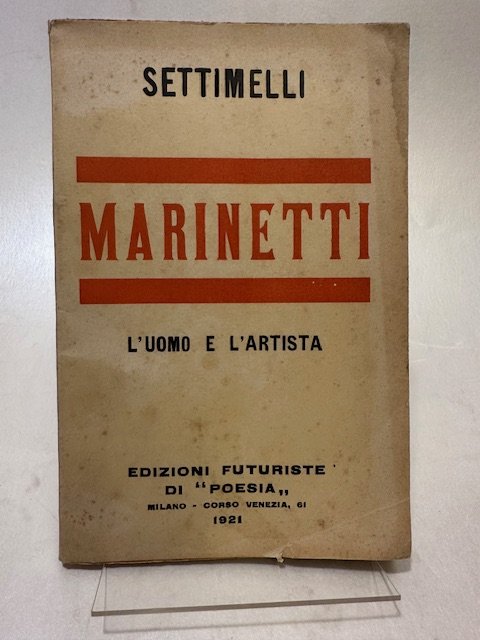 SETTIMELLI
MARINETTI
L'UOMO E L'ARTISTA
EDIZIONI FUTURISTE
DI “POESIA„
MILANO - CORSO VENEZIA, 61
1921